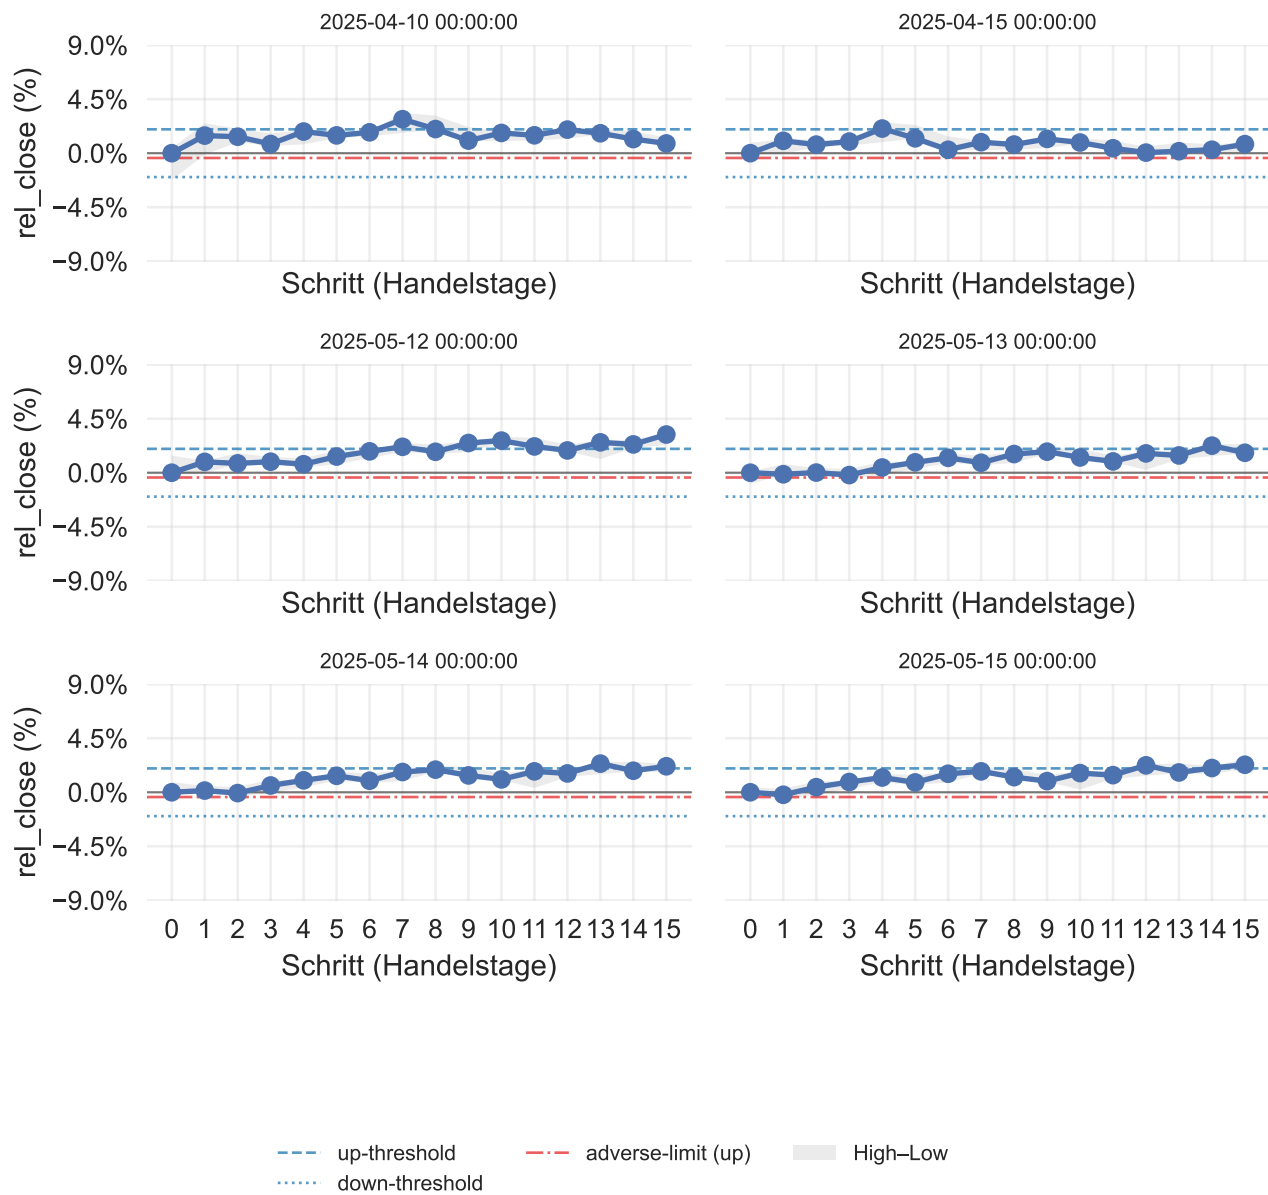 2025-04-10 00:00:00
2025-04-15 00:00:00
9.0%
4.5%
0.0%
−4.5%
−9.0%
rel_close (%)
Schritt (Handelstage)
Schritt (Handelstage)
2025-05-12 00:00:00
2025-05-13 00:00:00
9.0%
4.5%
0.0%
−4.5%
−9.0%
rel_close (%)
Schritt (Handelstage)
Schritt (Handelstage)
2025-05-14 00:00:00
2025-05-15 00:00:00
9.0%
4.5%
0.0%
−4.5%
−9.0%
rel_close (%)
0 1 2 3 4 5 6 7 8 9 10 11 12 13 14 15
0 1 2 3 4 5 6 7 8 9 10 11 12 13 14 15
Schritt (Handelstage)
Schritt (Handelstage)
up-threshold
down-threshold
adverse-limit (up)
High–Low